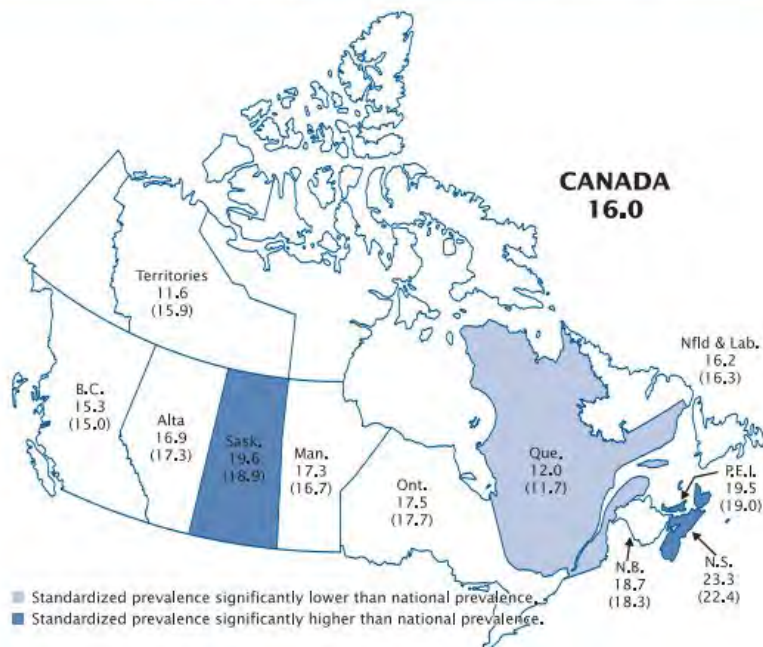 CANADA
16.0
Territories
11.6
(15.9)
Nfld & Lab.
16.2
(16.3)
B.C.
15.3
(15.0)
Alta
16.9
(17.3)
Sask.
19.6
(18.9)
Man.
17.3
(16.7)
Ont.
17.5
(17.7)
Que.
12.0
(11.7)
P.E.I.
19.5
(19.0)
N.B.
18.7
(18.3)
N.S.
23.3
(22.4)
Standardized prevalence significantly lower than national prevalence.
Standardized prevalence significantly higher than national prevalence.